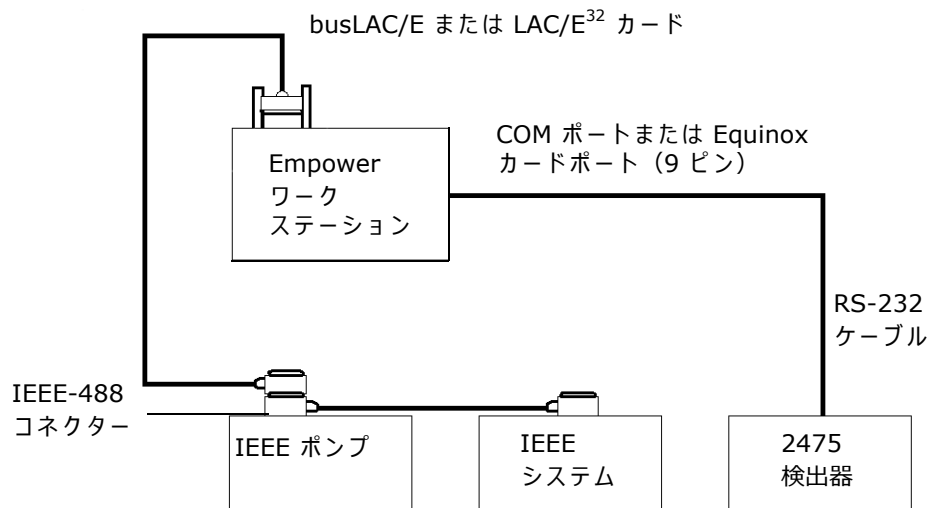 busLAC/E または LAC/E32 カード
Empower
ワーク
ステーション
COM ポートまたは Equinox
カードポート（9 ピン）
RS-232
ケーブル
IEEE-488
コネクター
IEEE ポンプ
IEEE
システム
2475
検出器